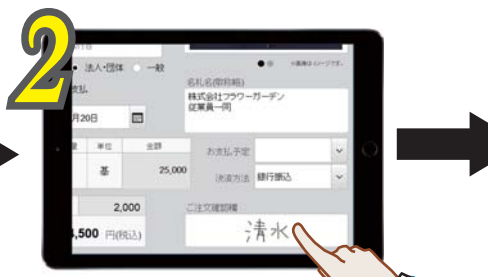 2
法人・団体 一般
支払
名札名(取扱暗)
株式会社フラワーガーデン
従業員一同
月20日
単位 金額
基 25,000
お支払予定
決済方法 銀行振込
2,000
,500 円(税込)
ご注文確認欄
清水